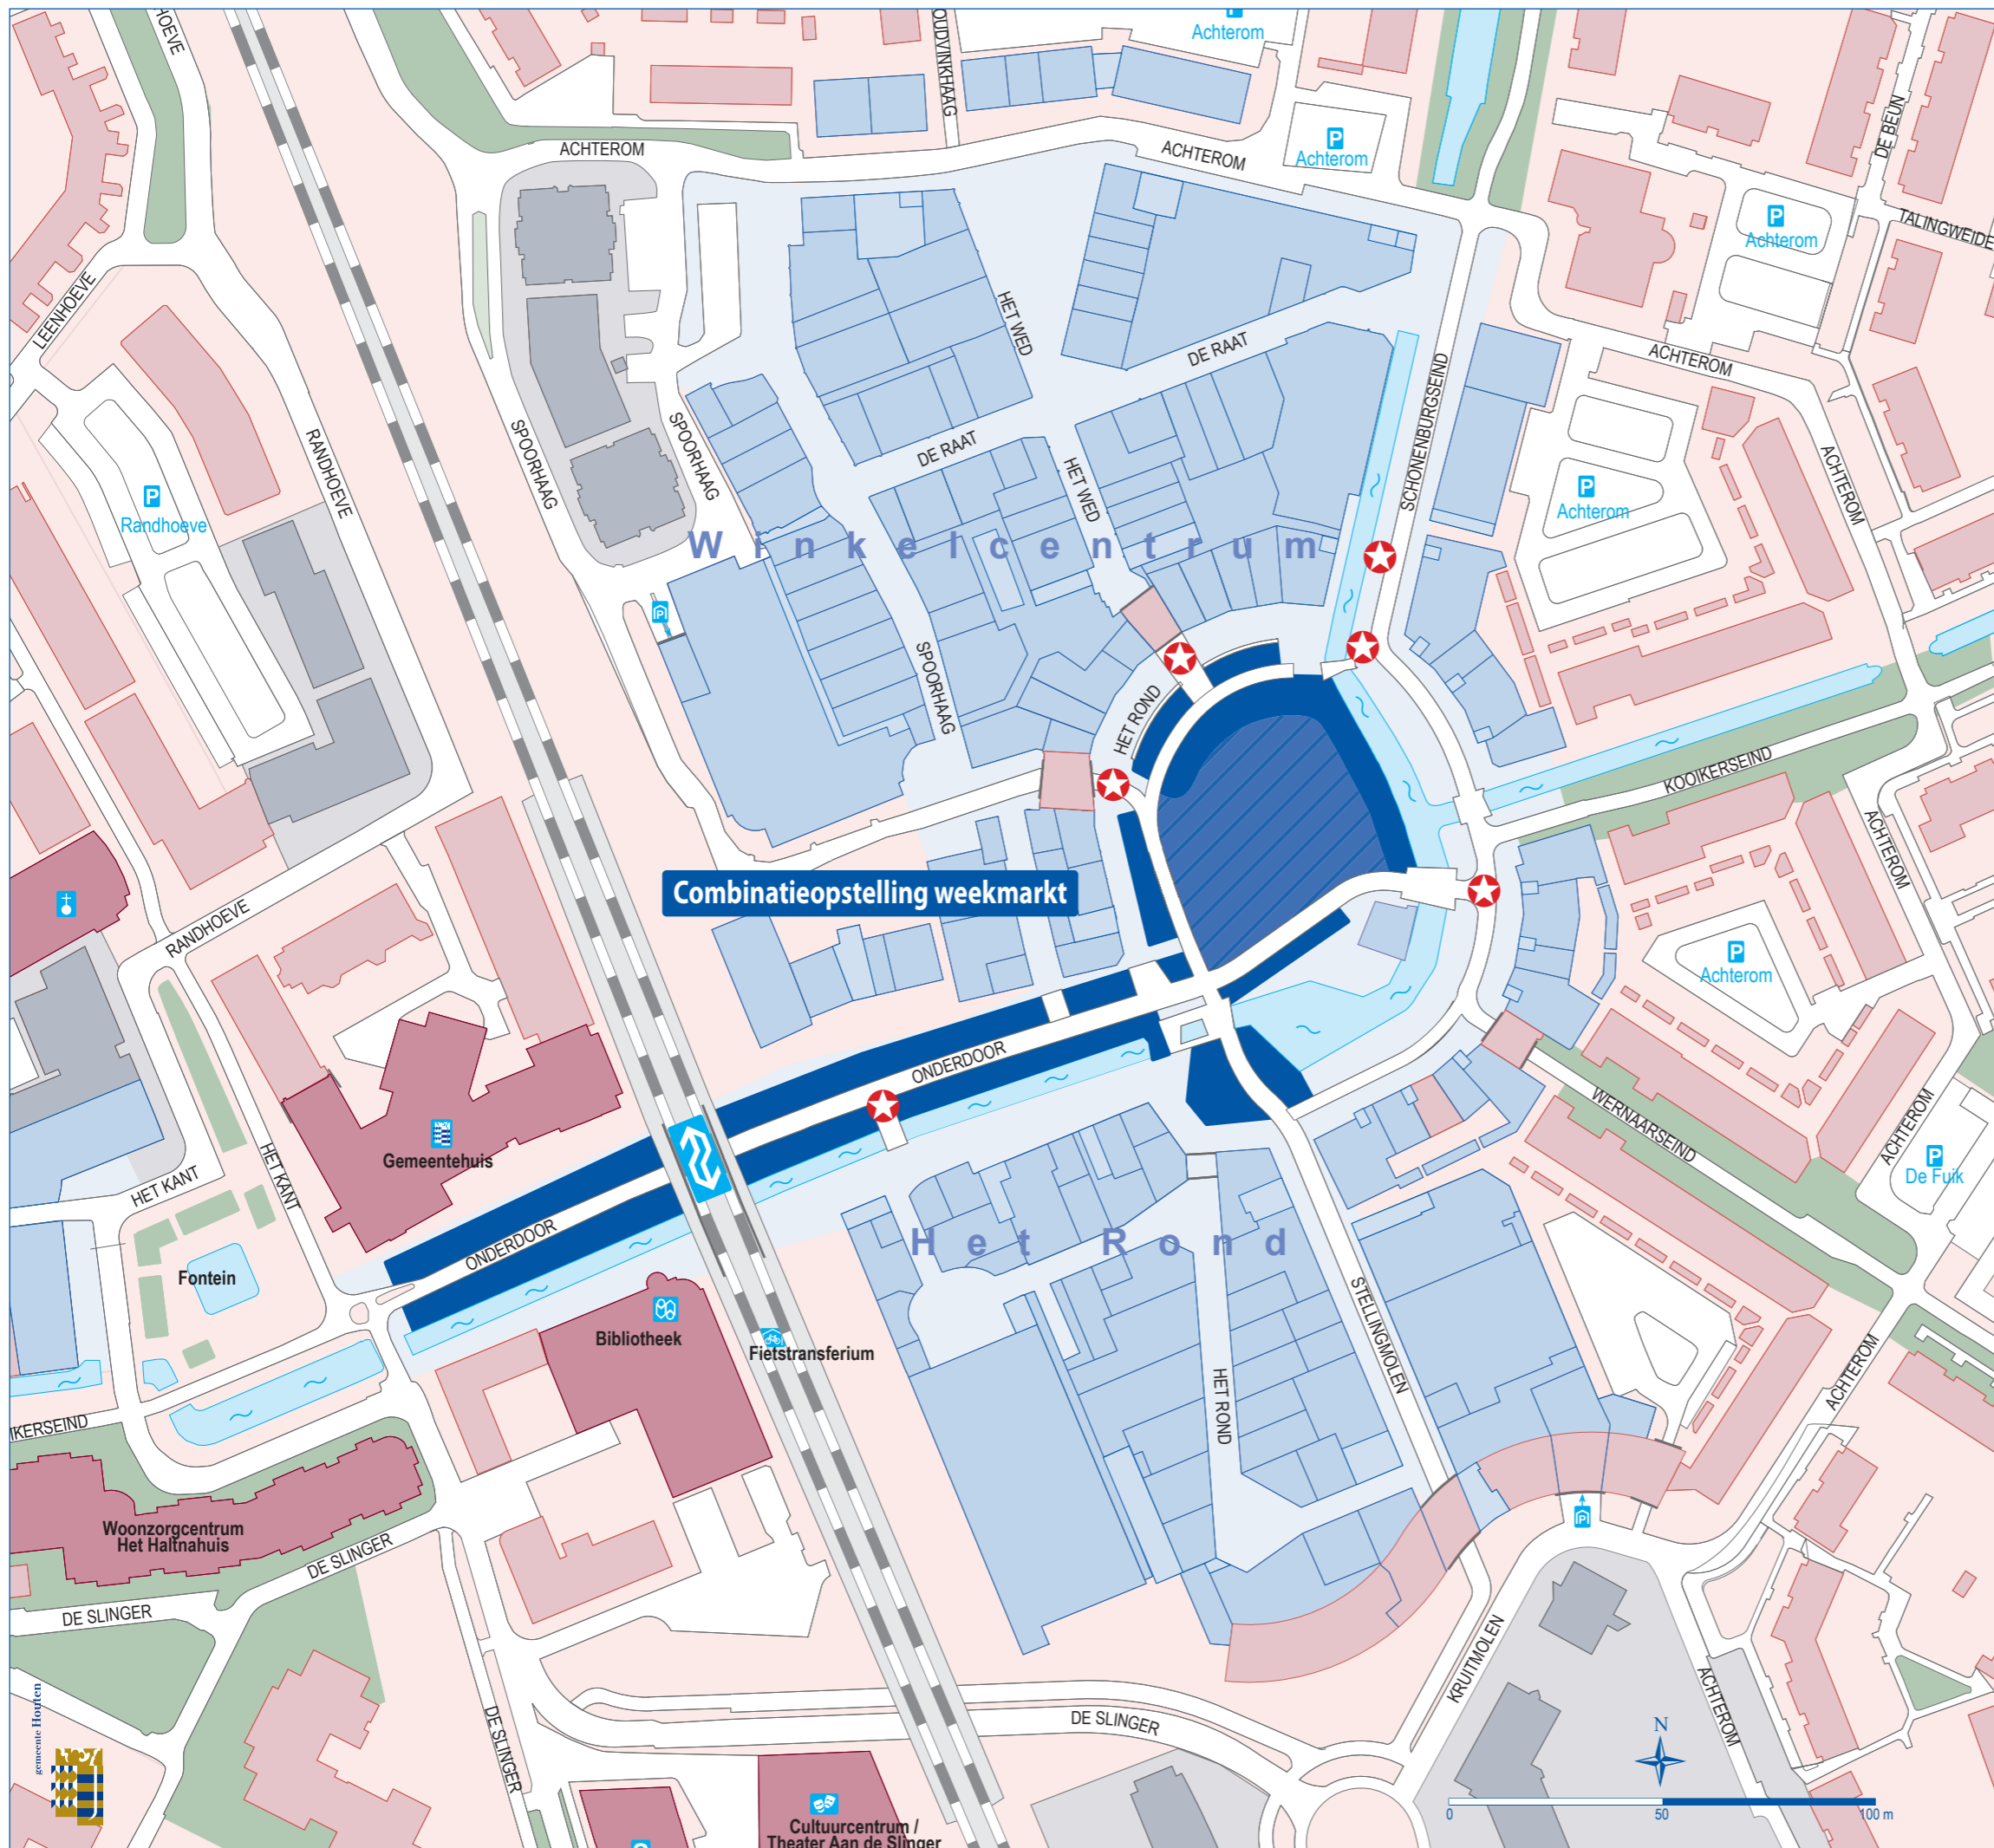 HOEVE
OUDVINKHAAG
P
Achterom
ACHTEROM
ACHTEROM
P
Achterom
DE BEUN
P
Achterom
TALINGWEIDE
LEENHOEVE
HET WED
DE RAAT
SCHONENBURGSEIND
ACHTEROM
RANDHOEVE
SPOORHAAG
SPOORHAAG
DE RAAT
HET WED
ACHTEROM
P
Randhoeve
P
Achterom
Winkelcentrum
P
SPOORHAAG
HET ROND
KOOIKERSEIND
ACHTEROM
Combinatieopstelling weekmarkt
RANDHOEVE
P
Achterom
ONDERDOOR
WERNAARSEIND
ACHTEROM
P
De Fuik
Gemeentehuis
HET KANT
HET KANT
ONDERDOOR
Het Rond
Fontein
Bibliotheek
Fietstransferium
STELLINGMOLEN
HET ROND
ACHTEROM
IKERSEIND
P
Woonzorgcentrum
Het Haltnahuis
DE SLINGER
DE SLINGER
KRUITMOLEN
ACHTEROM
DE SLINGER
DE SLINGER
gemeente Houten
N
0 50 100 m
Cultuurcentrum /
Theater Aan de Slinger